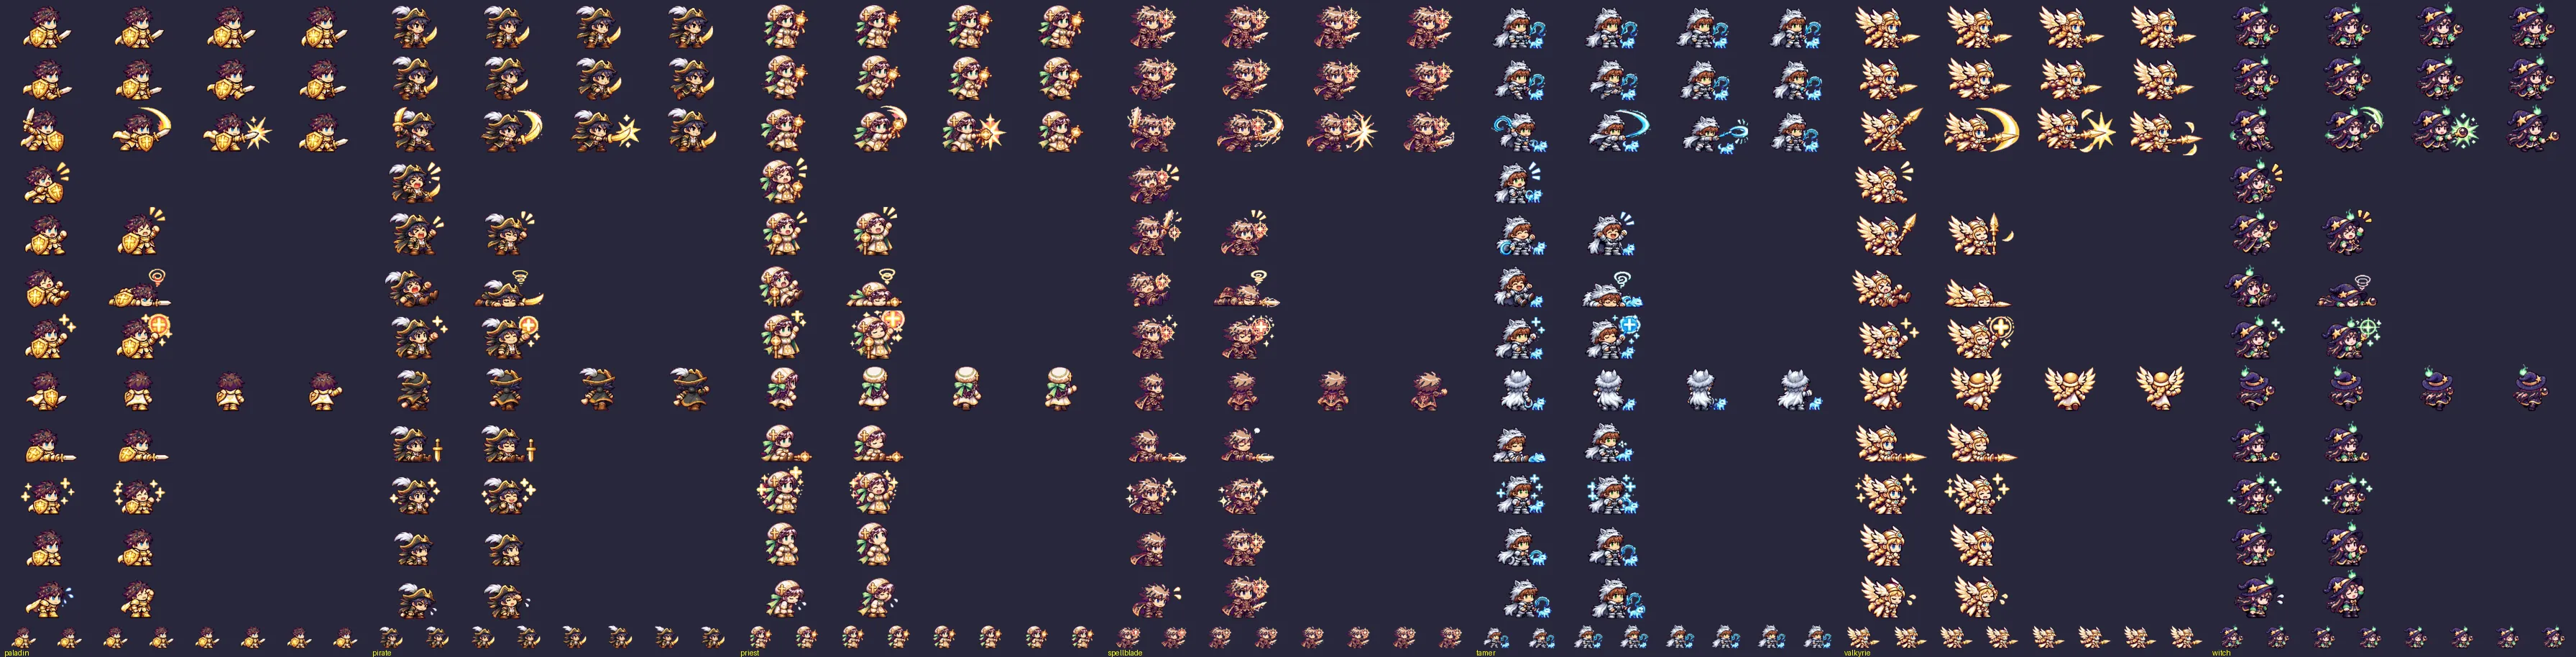 paladin
pirate
priest
spellblade
tamer
valkyrie
witch